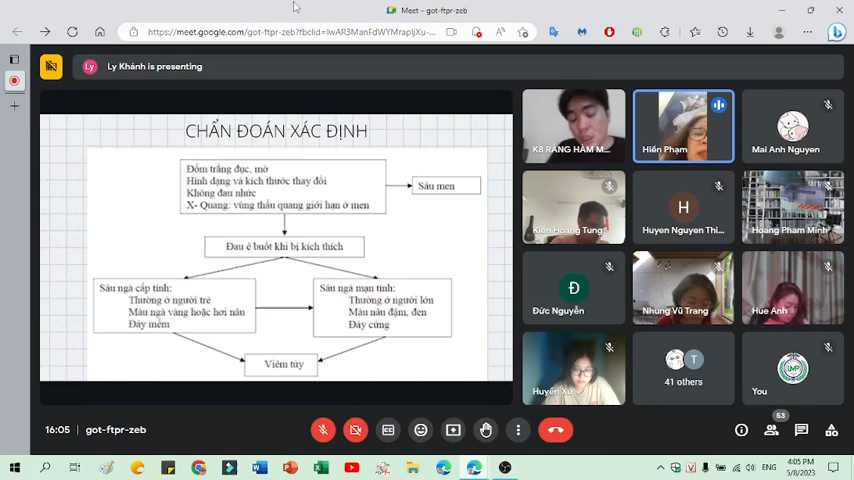 Meet – got-ftpr-zeb
https://meet.google.com/got-ftpr-zeb?fbclid=IwAR3ManFdWYMrapIjXu-...
Ly
Ly Khánh is presenting
CHẨN ĐOÁN XÁC ĐỊNH
Đốm trắng đục, mờ
Hình dạng và kích thước thay đổi
Không đau nhức
X- Quang: vùng thấu quang giới hạn ở men
Sâu men
Đau ê buốt khi bị kích thích
Sâu ngà cấp tính:
Thường ở người trẻ
Màu ngà vàng hoặc hơi nâu
Đáy mềm
Sâu ngà mạn tính:
Thường ở người lớn
Màu nâu đậm, đen
Đáy cứng
Viêm tủy
K8 RĂNG HÀM M...
Hiền Phạm
Mai Anh Nguyen
Kiên Hoàng Tùng
H
Huyen Nguyen Thi...
Hoang Pham Minh
Đ
Đức Nguyễn
Nhung Vũ Trang
Hue Anh
Huyền Xu
T
41 others
UMP
You
16:05
got-ftpr-zeb
53
ENG
4:05 PM
5/8/2023